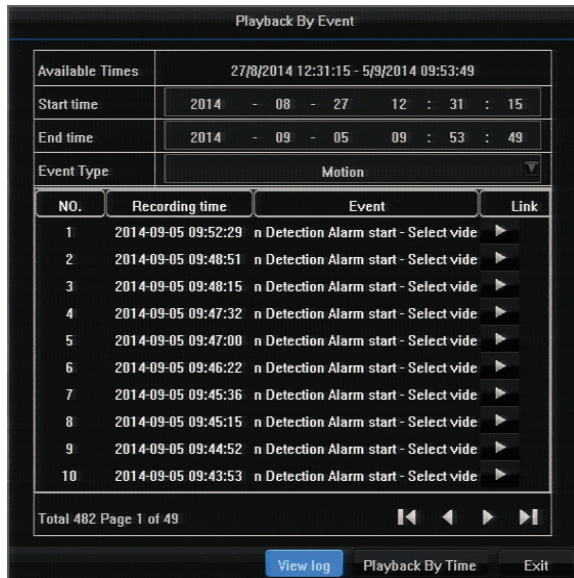 Playback By Event
Available Times 27/8/2014 12:31:15 - 5/9/2014 09:53:49
Start time 2014 - 08 - 27 12 : 31 : 15
End time 2014 - 09 - 05 09 : 53 : 49
Event Type Motion
NO. Recording time Event Link
1 2014-09-05 09:52:29 n Detection Alarm start - Select vide
2 2014-09-05 09:48:51 n Detection Alarm start - Select vide
3 2014-09-05 09:48:15 n Detection Alarm start - Select vide
4 2014-09-05 09:47:32 n Detection Alarm start - Select vide
5 2014-09-05 09:47:00 n Detection Alarm start - Select vide
6 2014-09-05 09:46:22 n Detection Alarm start - Select vide
7 2014-09-05 09:45:36 n Detection Alarm start - Select vide
8 2014-09-05 09:45:15 n Detection Alarm start - Select vide
9 2014-09-05 09:44:52 n Detection Alarm start - Select vide
10 2014-09-05 09:43:53 n Detection Alarm start - Select vide
Total 482 Page 1 of 49
View log Playback By Time Exit